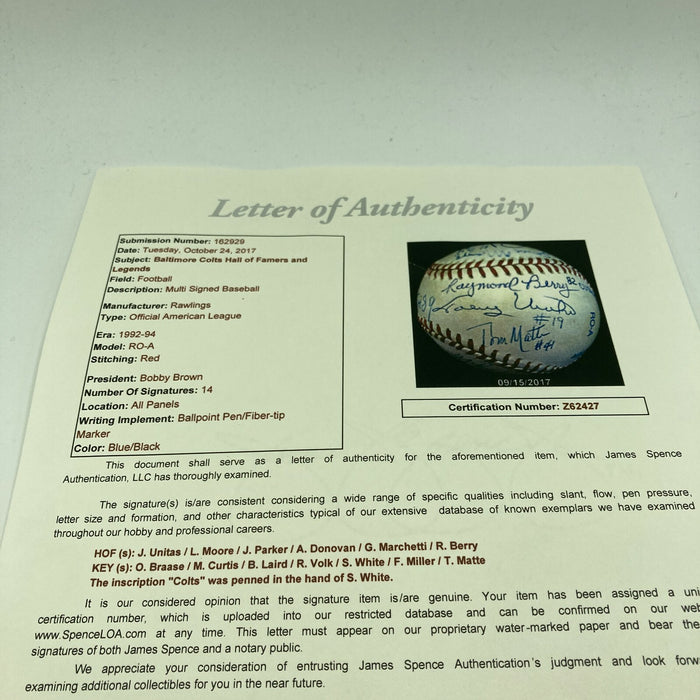 Letter of Authenticity
Submission Number: 162929
Date: Tuesday, October 24, 2017
Subject: Baltimore Colts Hall of Famers and
Legends
Field: Football
Description: Multi Signed Baseball
Manufacturer: Rawlings
Type: Official American League
Era: 1992-94
Model: RO-A
Stitching: Red
President: Bobby Brown
Number Of Signatures: 14
Location: All Panels
Writing Implement: Ballpoint Pen/Fiber-tip
Marker
Color: Blue/Black
Raymond Berry 82
Johnny Unitas
#19
Tom Matte
#41
RO-A
09/15/2017
Certification Number: Z62427
This document shall serve as a letter of authenticity for the aforementioned item, which James Spence
Authentication, LLC has thoroughly examined.
The signature(s) is/are consistent considering a wide range of specific qualities including slant, flow, pen pressure,
letter size and formation, and other characteristics typical of our extensive database of known exemplars we have examined
throughout our hobby and professional careers.
HOF (s): J. Unitas / L. Moore / J. Parker / A. Donovan / G. Marchetti / R. Berry
KEY (s): O. Braase / M. Curtis / B. Laird / R. Volk / S. White / F. Miller / T. Matte
The inscription "Colts" was penned in the hand of S. White.
It is our considered opinion that the signature item is/are genuine. Your item has been assigned a uni
certification number, which is uploaded into our restricted database and can be confirmed on our web
www.SpenceLOA.com at any time. This letter must appear on our proprietary water-marked paper and bear the
signatures of both James Spence and a notary public.
We appreciate your consideration of entrusting James Spence Authentication's judgment and look forw
examining additional collectibles for you in the near future.